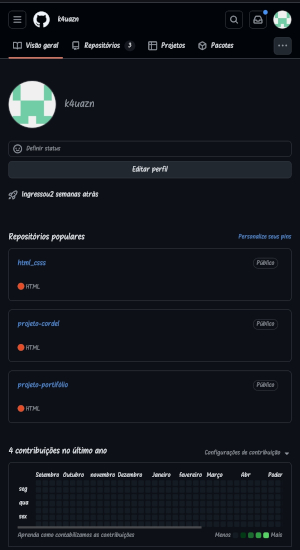 k4uazn
Visão geral
Repositórios 3
Projetos
Pacotes
k4uazn
Definir status
Editar perfil
Ingressou2 semanas atrás
Repositórios populares
Personalize seus pins
html_csss
Público
HTML
projeto-cordel
Público
HTML
projeto-portifólio
Público
HTML
4 contribuições no último ano
Configurações de contribuição
Setembro Outubro novembro Dezembro Janeiro Fevereiro Março Abr Poder
seg
qua
sex
Aprenda como contabilizamos as contribuições
Menos
Mais